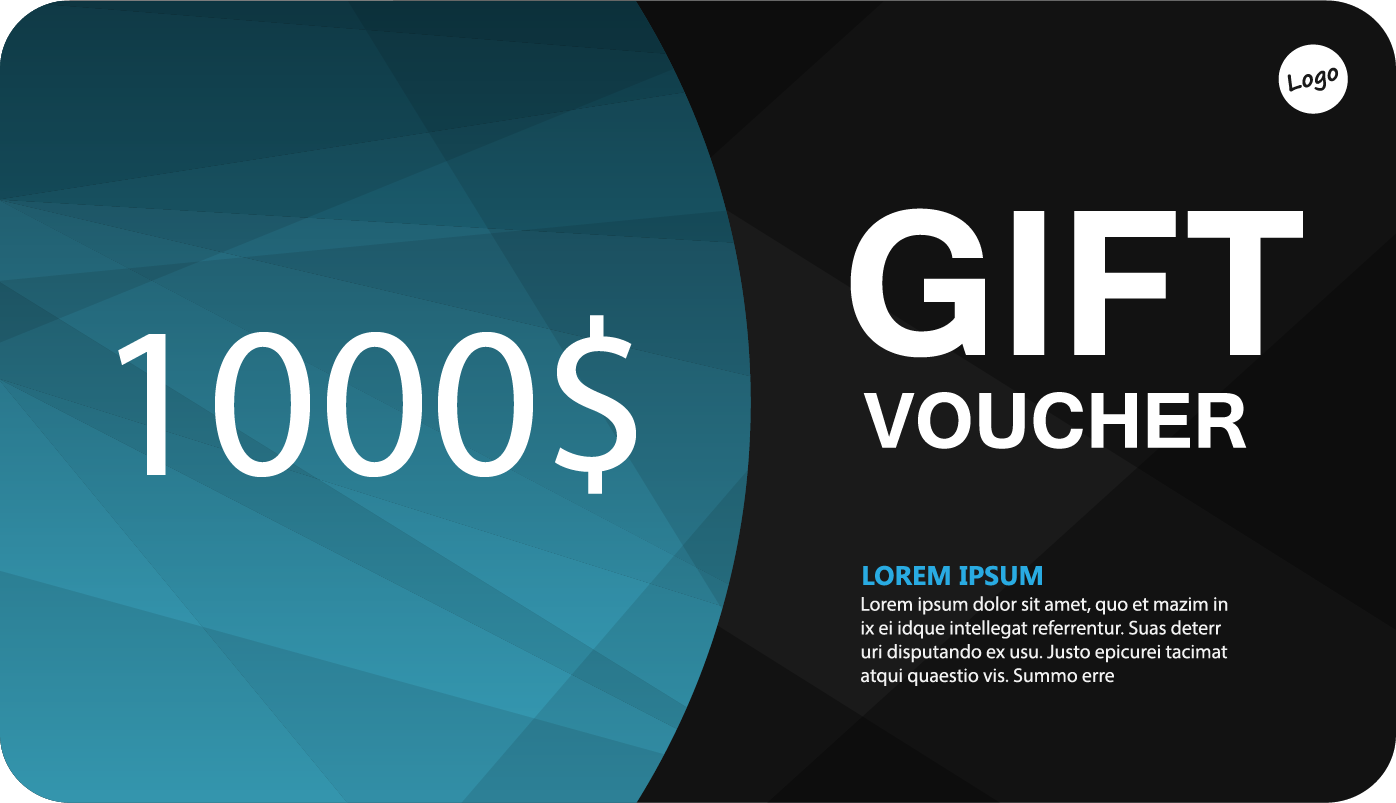 Logo
1000$
GIFT
VOUCHER
LOREM IPSUM
Lorem ipsum dolor sit amet, quo et mazim in
ix ei idque intellegat referrentur. Suas deterr
uri disputando ex usu. Justo epicurei tacimat
atqui quaestio vis. Summo erre